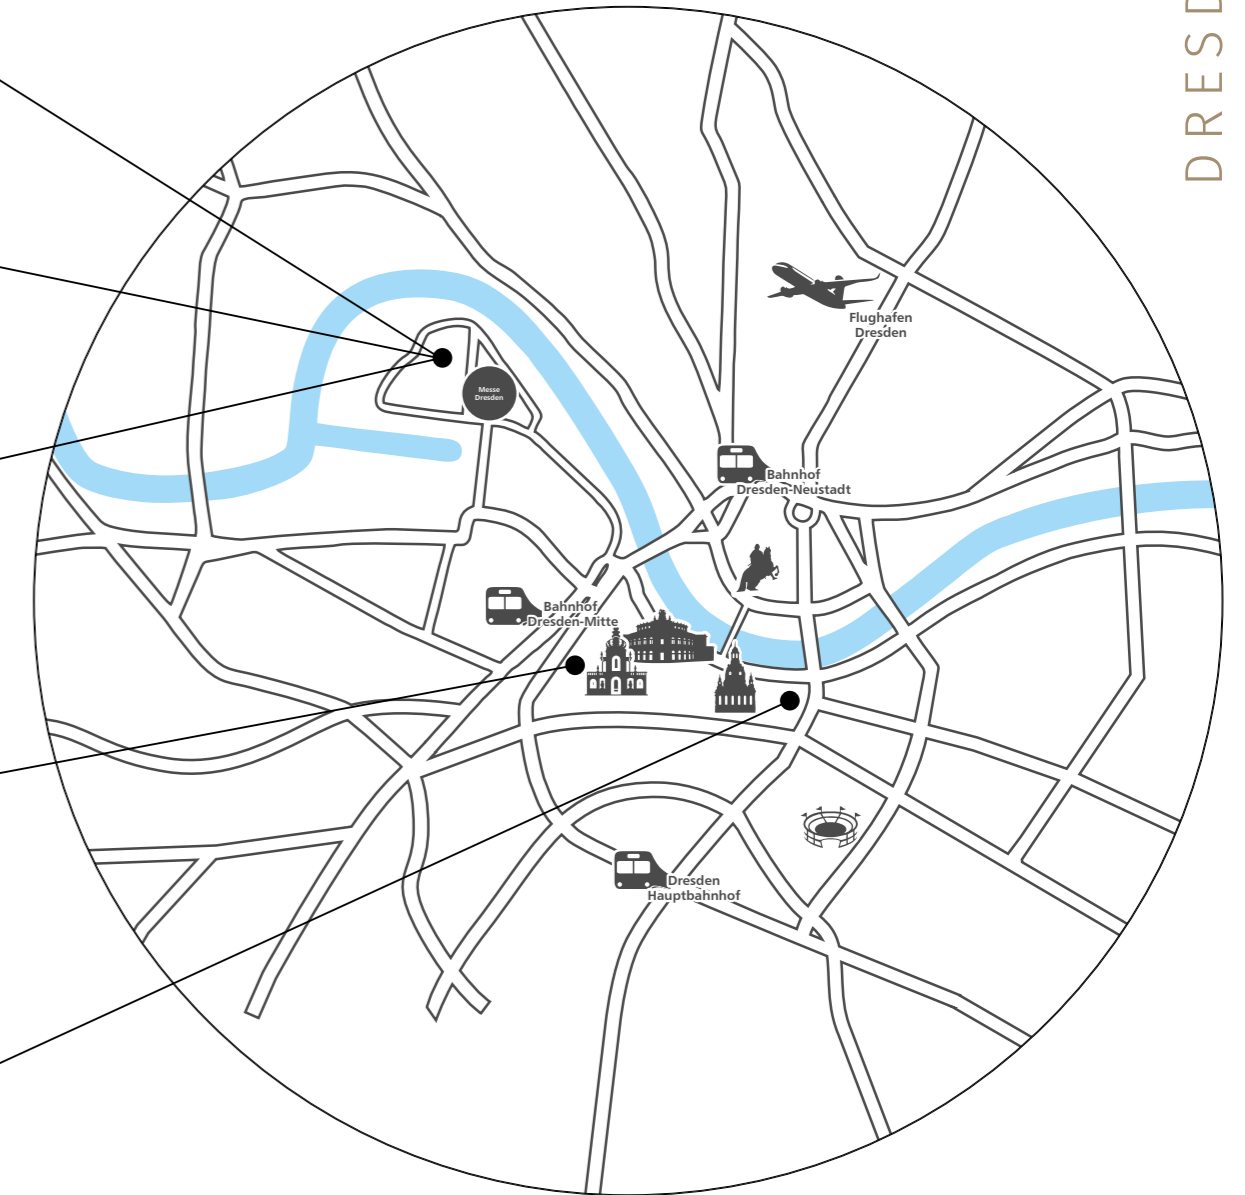 DRESD
Flughafen
Dresden
Messe
Dresden
Bahnhof
Dresden-Neustadt
Bahnhof
Dresden-Mitte
Dresden
Hauptbahnhof